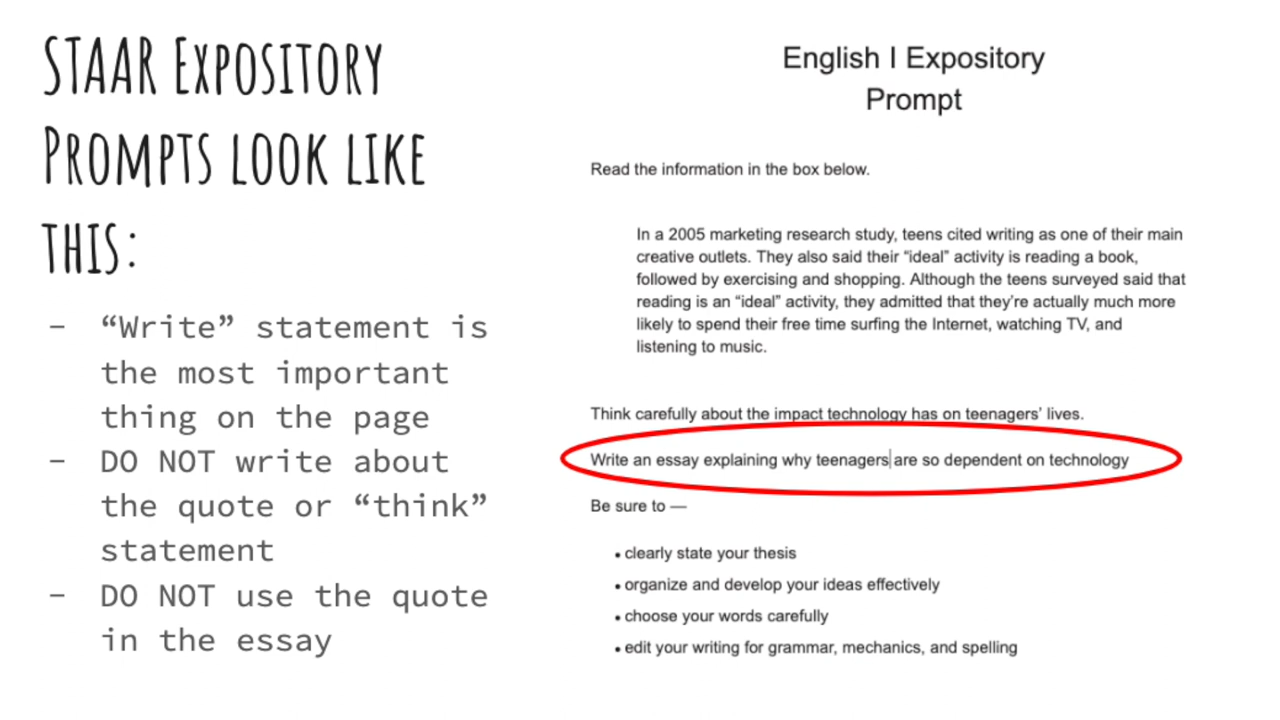 STAAR Expository
Prompts look like
this:
– “Write” statement is
the most important
thing on the page
– DO NOT write about
the quote or “think”
statement
– DO NOT use the quote
in the essay
English I Expository
Prompt
Read the information in the box below.
In a 2005 marketing research study, teens cited writing as one of their main
creative outlets. They also said their “ideal” activity is reading a book,
followed by exercising and shopping. Although the teens surveyed said that
reading is an “ideal” activity, they admitted that they’re actually much more
likely to spend their free time surfing the Internet, watching TV, and
listening to music.
Think carefully about the impact technology has on teenagers’ lives.
Write an essay explaining why teenagers are so dependent on technology
Be sure to —
• clearly state your thesis
• organize and develop your ideas effectively
• choose your words carefully
• edit your writing for grammar, mechanics, and spelling